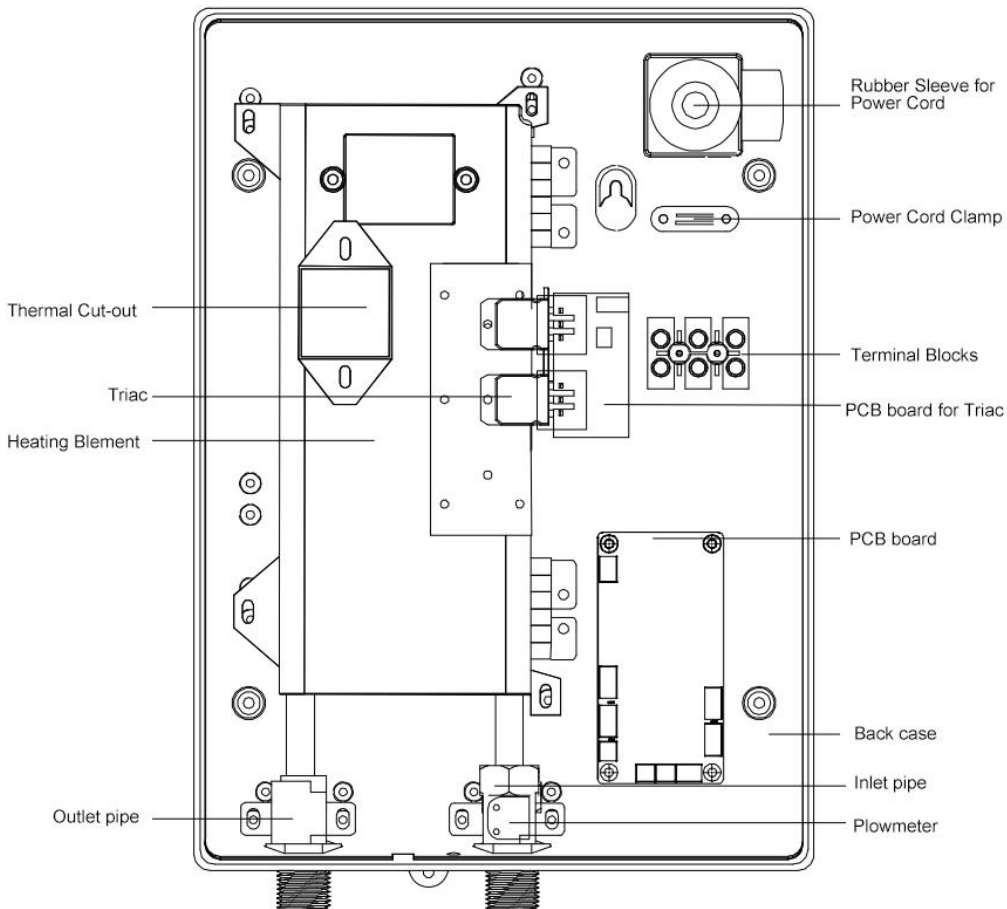 Rubber Sleeve for
Power Cord
Power Cord Clamp
Thermal Cut-out
Terminal Blocks
Triac
PCB board for Triac
Heating Blement
PCB board
Back case
Inlet pipe
Outlet pipe
Plowmeter